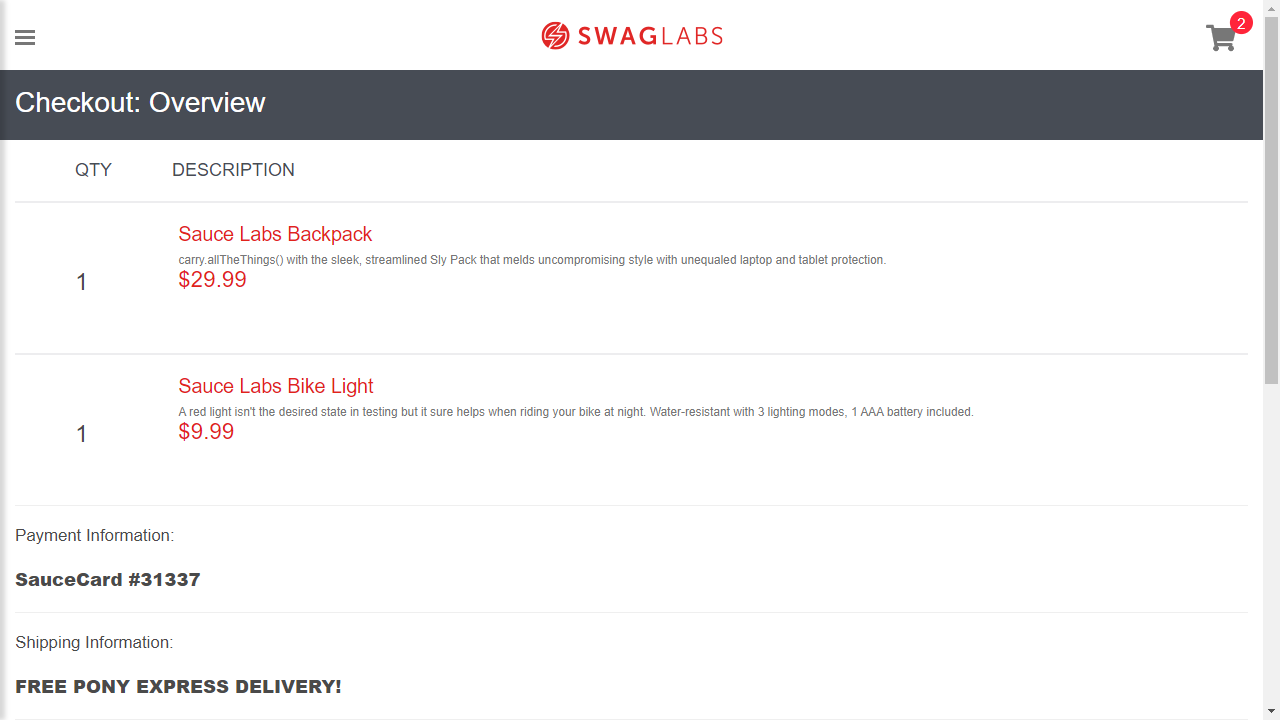 SWAGLABS
2
Checkout: Overview
QTY DESCRIPTION
Sauce Labs Backpack
carry.allTheThings() with the sleek, streamlined Sly Pack that melds uncompromising style with unequaled laptop and tablet protection.
1
$29.99
Sauce Labs Bike Light
A red light isn't the desired state in testing but it sure helps when riding your bike at night. Water-resistant with 3 lighting modes, 1 AAA battery included.
1
$9.99
Payment Information:
SauceCard #31337
Shipping Information:
FREE PONY EXPRESS DELIVERY!